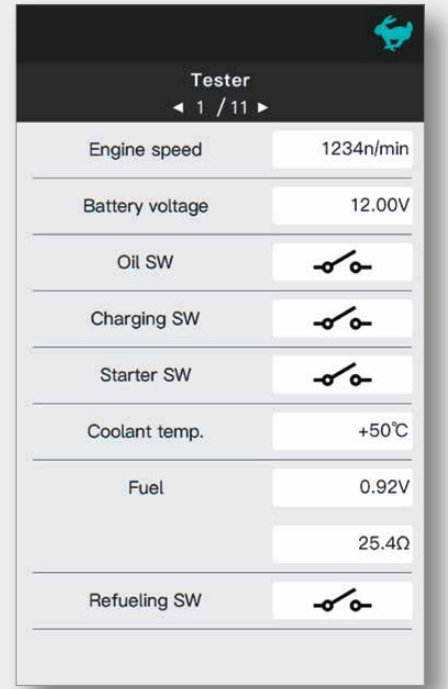 Tester
◄ 1 / 11 ►
Engine speed 1234n/min
Battery voltage 12.00V
Oil SW
Charging SW
Starter SW
Coolant temp. +50℃
Fuel 0.92V
25.4Ω
Refueling SW